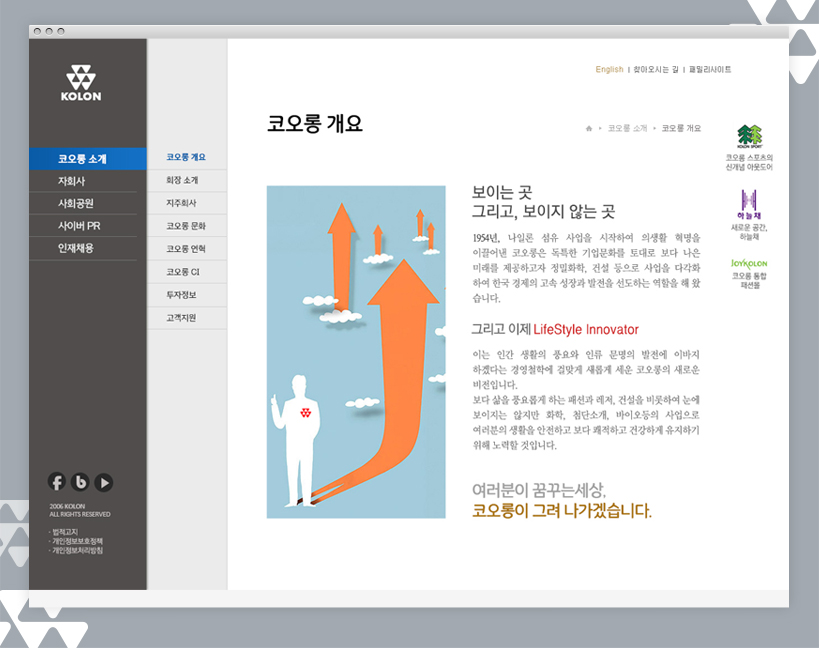 KOLON
코오롱 소개
자회사
사회공원
사이버 PR
인재채용
2006 KOLON
ALL RIGHTS RESERVED
- 법적고지
- 개인정보보호정책
- 개인정보처리방침
코오롱 개요
회장 소개
지주회사
코오롱 문화
코오롱 연혁
코오롱 CI
투자정보
고객지원
English | 찾아오시는 길 | 패밀리사이트
코오롱 개요
코오롱 소개 코오롱 개요
보이는 곳
그리고, 보이지 않는 곳
1954년, 나일론 섬유 사업을 시작하여 의생활 혁명을
이끌어낸 코오롱은 독특한 기업문화를 토대로 보다 나은
미래를 제공하고자 정밀화학, 건설 등으로 사업을 다각화
하여 한국 경제의 고속 성장과 발전을 선도하는 역할을 해 왔
습니다.
그리고 이제 LifeStyle Innovator
이는 인간 생활의 풍요와 인류 문명의 발전에 이바지
하겠다는 경영철학에 걸맞게 새롭게 세운 코오롱의 새로운
비전입니다.
보다 삶을 풍요롭게 하는 패션과 레저, 건설을 비롯하여 눈에
보이지는 않지만 화학, 첨단소개, 바이오등의 사업으로
여러분의 생활을 안전하고 보다 쾌적하고 건강하게 유지하기
위해 노력할 것입니다.
여러분이 꿈꾸는세상,
코오롱이 그려 나가겠습니다.
KOLON SPORT
코오롱 스포츠의
신개념 아웃도어
하늘채
새로운 공간,
하늘채
JOYKOLON
코오롱 통합
패션몰